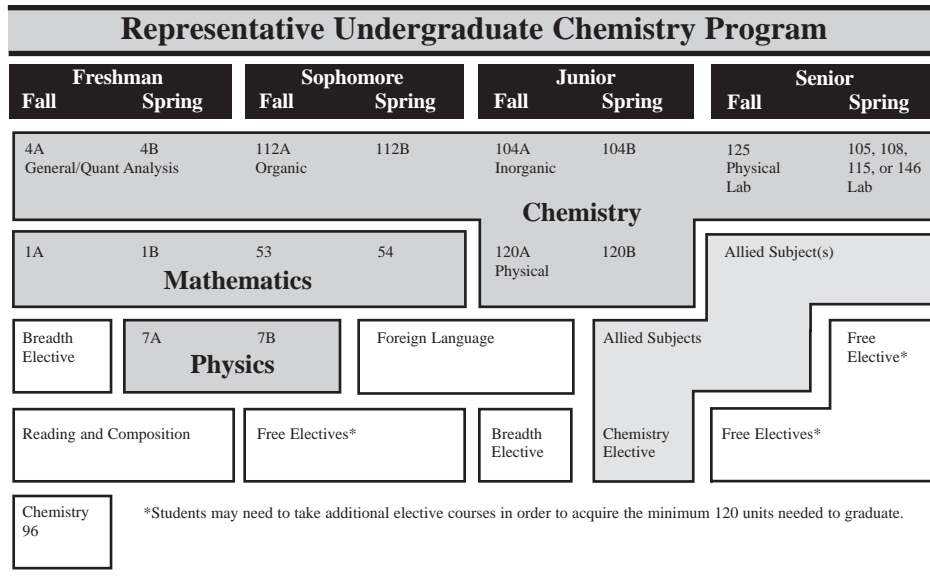 Representative Undergraduate Chemistry Program
Freshman Sophomore Junior Senior
Fall Spring Fall Spring Fall Spring Fall Spring
4A 4B 112A 112B 104A 104B 125 105, 108,
General/Quant Analysis Organic Inorganic Physical 115, or 146
Lab Lab
Chemistry
1A 1B 53 54 120A 120B Allied Subject(s)
Physical
Mathematics
Breadth 7A 7B Foreign Language Allied Subjects Free
Elective Elective*
Physics
Reading and Composition Free Electives* Breadth Chemistry Free Electives*
Elective Elective
Chemistry *Students may need to take additional elective courses in order to acquire the minimum 120 units needed to graduate.
96